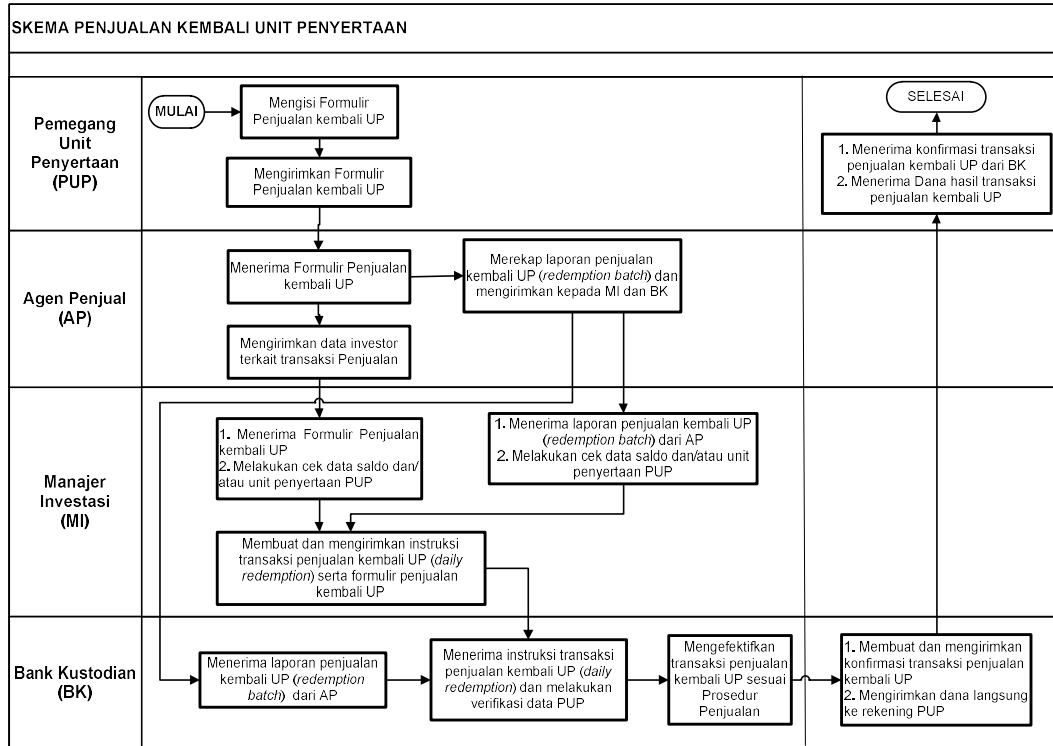 SKEMA PENJUALAN KEMBALI UNIT PENYERTAAN
Pemegang
Unit
Penyertaan
(PUP)
MULAI
Mengisi Formulir
Penjualan kembali UP
Mengirimkan Formulir
Penjualan kembali UP
SELESAI
1. Menerima konfirmasi transaksi
penjualan kembali UP dari BK
2. Menerima Dana hasil transaksi
penjualan kembali UP
Agen Penjual
(AP)
Menerima Formulir Penjualan
kembali UP
Merekap laporan penjualan
kembali UP (redemption batch) dan
mengirimkan kepada MI dan BK
Mengirimkan data investor
terkait transaksi Penjualan
Manajer
Investasi
(MI)
1. Menerima Formulir Penjualan
kembali UP
2. Melakukan cek data saldo dan/
atau unit penyertaan PUP
1. Menerima laporan penjualan kembali UP
(redemption batch) dari AP
2. Melakukan cek data saldo dan/atau unit
penyertaan PUP
Membuat dan mengirimkan instruksi
transaksi penjualan kembali UP (daily
redemption) serta formulir penjualan
kembali UP
Bank Kustodian
(BK)
Menerima laporan penjualan
kembali UP (redemption
batch) dari AP
Menerima instruksi transaksi
penjualan kembali UP (daily
redemption) dan melakukan
verifikasi data PUP
Mengefektifkan
transaksi penjualan
kembali UP sesuai
Prosedur
Penjualan
1. Membuat dan mengirimkan
konfirmasi transaksi penjualan
kembali UP
2. Mengirimkan dana langsung
ke rekening PUP